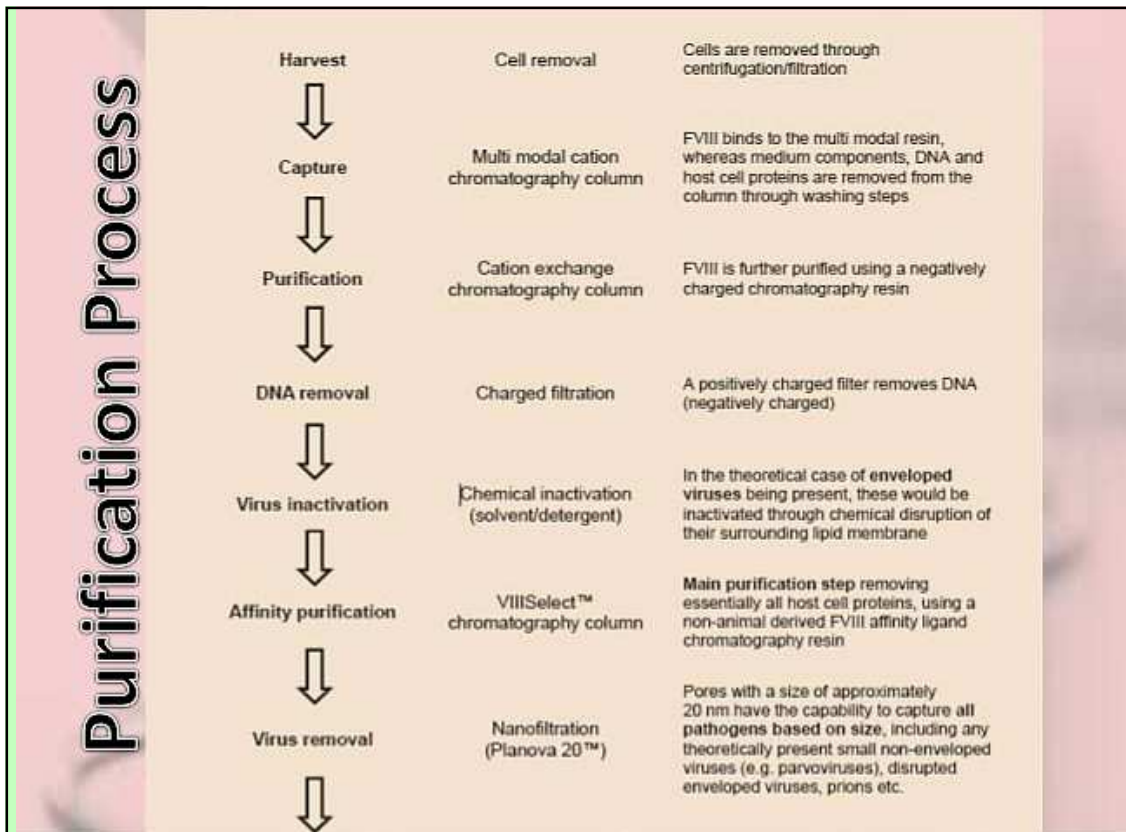 Purification Process
Harvest
Cell removal
Cells are removed through
centrifugation/filtration
Capture
Multi modal cation
chromatography column
FVIII binds to the multi modal resin,
whereas medium components, DNA and
host cell proteins are removed from the
column through washing steps
Purification
Cation exchange
chromatography column
FVIII is further purified using a negatively
charged chromatography resin
DNA removal
Charged filtration
A positively charged filter removes DNA
(negatively charged)
Virus inactivation
Chemical inactivation
(solvent/detergent)
In the theoretical case of enveloped
viruses being present, these would be
inactivated through chemical disruption of
their surrounding lipid membrane
Affinity purification
VIIISelect™
chromatography column
Main purification step removing
essentially all host cell proteins, using a
non-animal derived FVIII affinity ligand
chromatography resin
Virus removal
Nanofiltration
(Planova 20™)
Pores with a size of approximately
20 nm have the capability to capture all
pathogens based on size, including any
theoretically present small non-enveloped
viruses (e.g. parvoviruses), disrupted
enveloped viruses, prions etc.